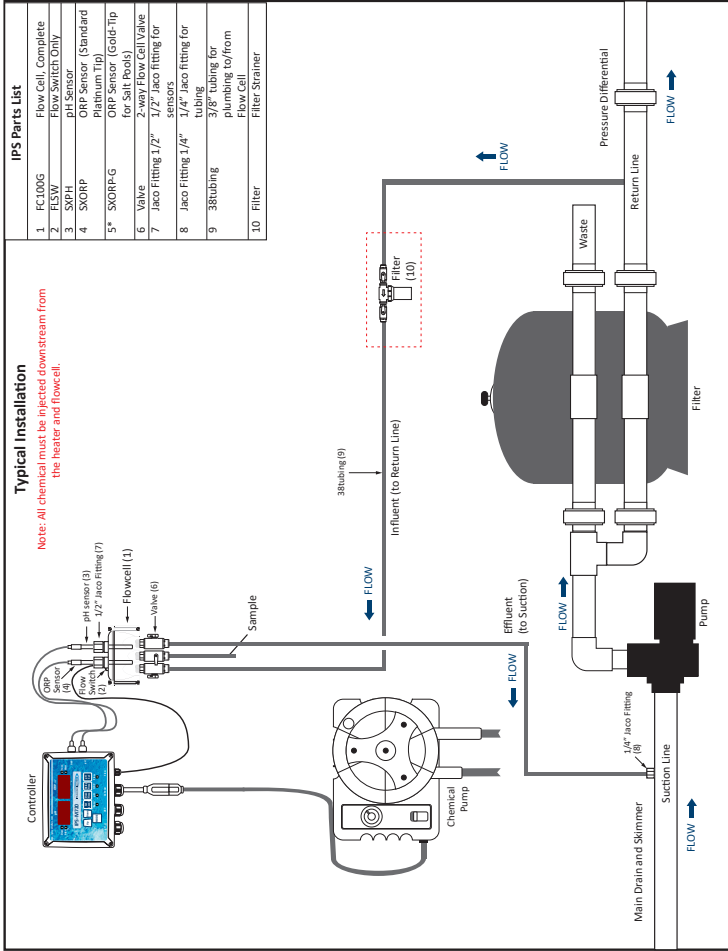 Typical Installation
Note: All chemical must be injected downstream from
the heater and flowcell.
IPS Parts List
1 FC100G Flow Cell, Complete
2 FLSW Flow Switch Only
3 SXPH pH Sensor
4 SXORP ORP Sensor (Standard
Platinum Tip)
5* SXORP-G ORP Sensor (Gold-Tip
for Salt Pools)
6 Valve 2-way Flow Cell Valve
7 Jaco Fitting 1/2” 1/2” Jaco fitting for
sensors
8 Jaco Fitting 1/4” 1/4” Jaco fitting for
tubing
9 38tubing 3/8” tubing for
plumbing to/from
Flow Cell
10 Filter Filter Strainer
Controller
IPS-M720
ORP
Sensor
(4)
Flow
Switch
(2)
pH sensor (3)
1/2” Jaco Fitting (7)
Flowcell (1)
Valve (6)
Sample
38tubing (9)
Filter
(10)
FLOW
FLOW
Influent (to Return Line)
Chemical
Pump
Effluent
(to Suction)
FLOW
Pressure Differential
Waste
Return Line
FLOW
FLOW
Filter
1/4” Jaco Fitting
(8)
Main Drain and Skimmer
Suction Line
FLOW
Pump